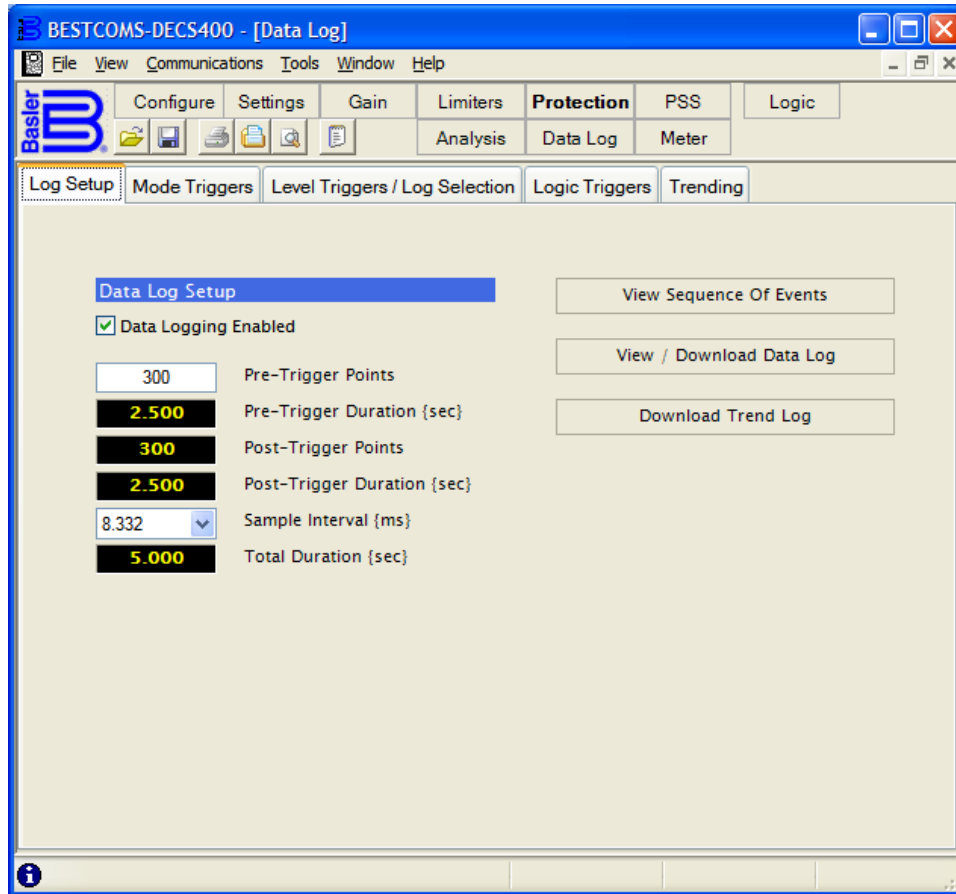 BESTCOMS-DECS400 - [Data Log]
File View Communications Tools Window Help
Basler
Configure Settings Gain Limiters Protection PSS Logic
Analysis Data Log Meter
Log Setup Mode Triggers Level Triggers / Log Selection Logic Triggers Trending
Data Log Setup
Data Logging Enabled
300 Pre-Trigger Points
2.500 Pre-Trigger Duration {sec}
300 Post-Trigger Points
2.500 Post-Trigger Duration {sec}
8.332 Sample Interval {ms}
5.000 Total Duration {sec}
View Sequence Of Events
View / Download Data Log
Download Trend Log